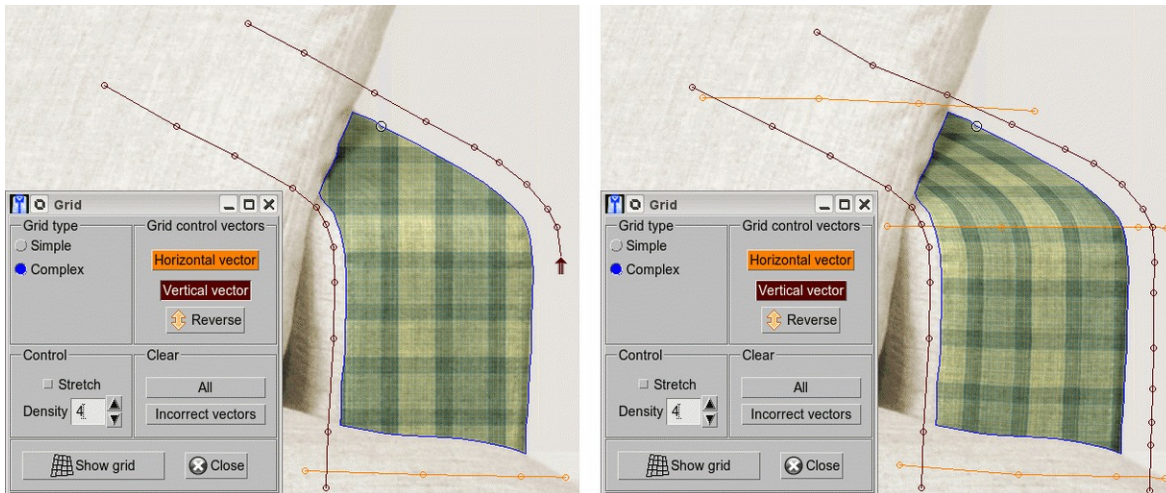 Grid
Grid type
Grid control vectors
Simple
Complex
Horizontal vector
Vertical vector
Reverse
Control
Clear
Stretch
All
Density 4
Incorrect vectors
Show grid
Close
Grid
Grid type
Grid control vectors
Simple
Complex
Horizontal vector
Vertical vector
Reverse
Control
Clear
Stretch
All
Density 4
Incorrect vectors
Show grid
Close